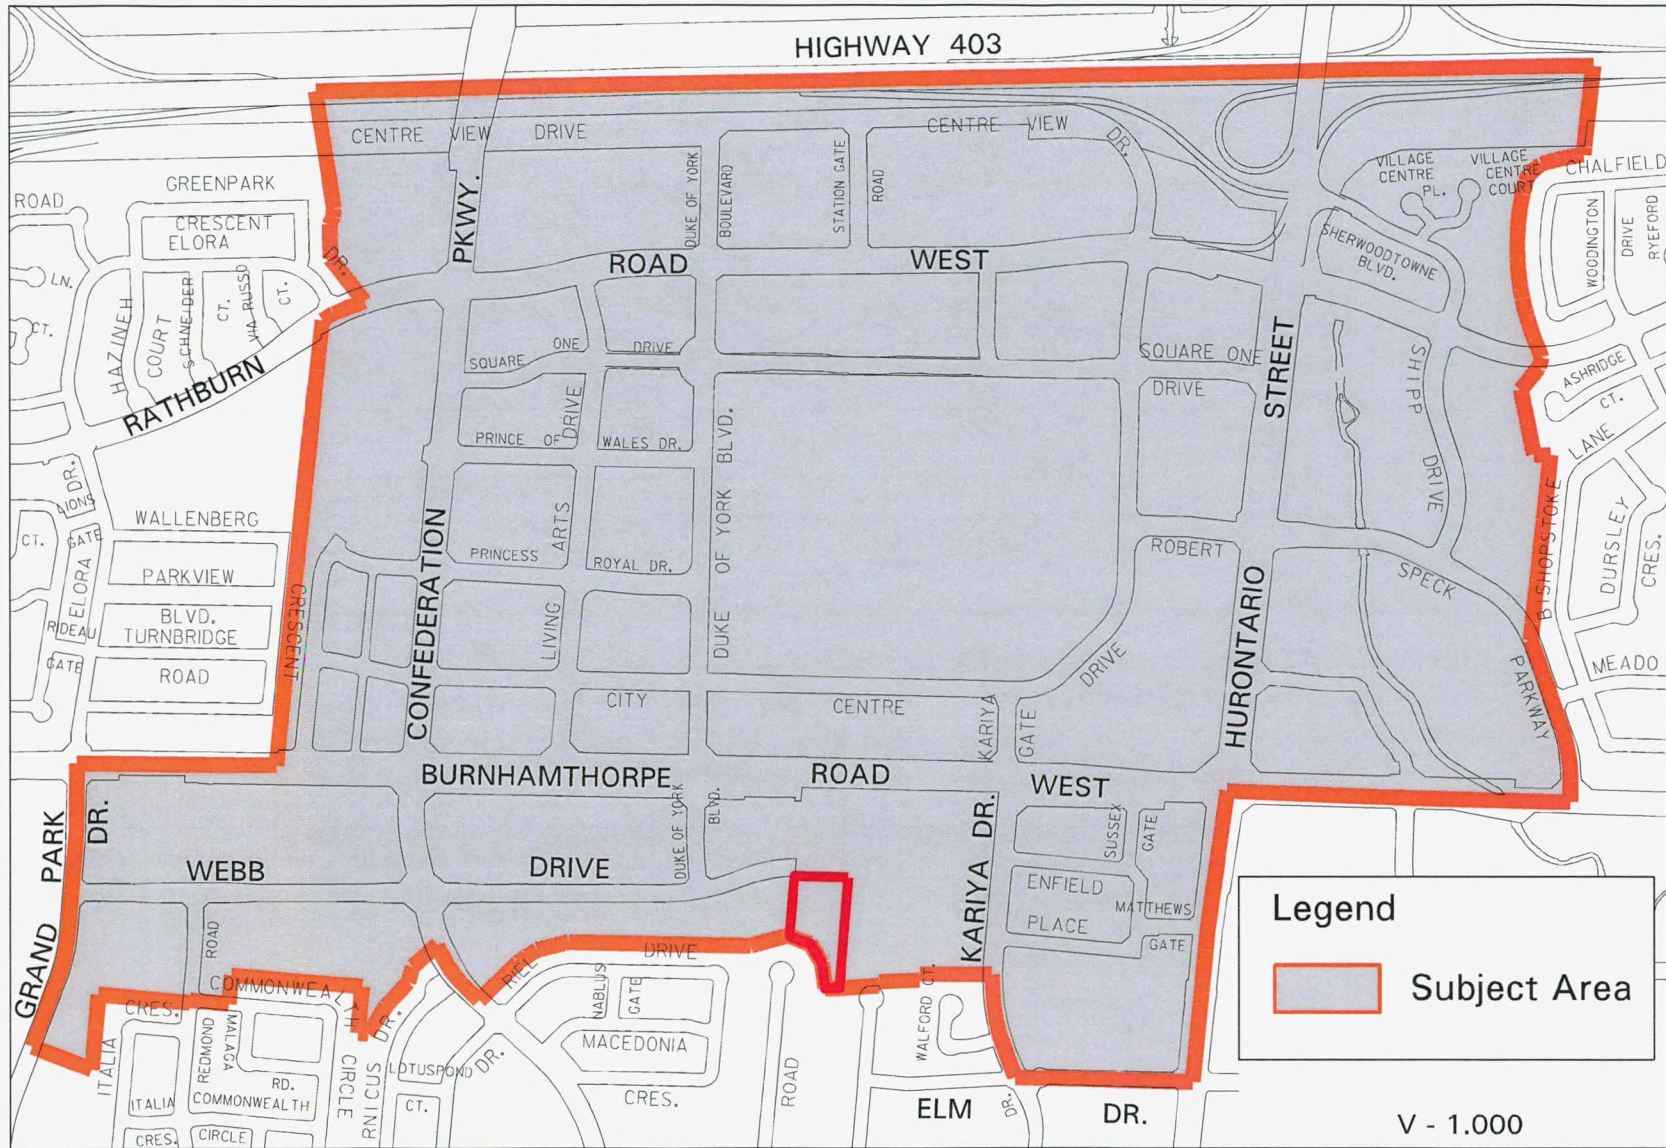 HIGHWAY 403
CENTRE VIEW DRIVE
CENTRE VIEW
DR.
DUKE OF YORK
BOULEVARD
STATION GATE
ROAD
VILLAGE
CENTRE
PL.
VILLAGE
CENTRE
COURT
CHALFIELD
GREENPARK
ROAD
CRESCENT
ELORA
PKWY.
DR.
ROAD
WEST
SHERWOODTOWNE
BLVD.
WOODINGTON
DRIVE
RYEFORD
LN.
CT.
HAZINEH
COURT
SCHNEIDER
CT.
VIA RUSSO
CT.
RATHBURN
SQUARE ONE DRIVE
SQUARE ONE
DRIVE
STREET
SHIPP
DRIVE
ASHRIDGE
CT.
LANE
PRINCE OF WALES DR.
DRIVE
DUKE OF YORK BLVD.
LIONS
DR.
GATE
CT.
WALLENBERG
PARKVIEW
BLVD.
TURNBRIDGE
ROAD
ELORA
RIDEAU
GATE
CRESCENT
CONFEDERATION
PRINCESS ROYAL DR.
ARTS
LIVING
ROBERT
SPECK
PARKWAY
BISHOPSTOKE
DURSLEY
CRES.
MEADO
HURONTARIO
DRIVE
CITY
CENTRE
KARIYA
GATE
BURNHAMTHORPE
ROAD
WEST
GRAND PARK
DR.
WEBB
DRIVE
DUKE OF YORK
BLVD.
KARIYA DR.
SUSSEX
GATE
ENFIELD
PLACE
MATTHEWS
GATE
ROAD
COMMONWEALTH
CRES.
RIEL
DRIVE
NABLUS
GATE
WALFORD CT.
ITALIA
REDMOND
MALAGA
RD.
COMMONWEALTH
CIRCLE
ITALIA
CRES.
CIRCLE
RNICUS
DR.
LOTUSPOND
DR.
CT.
MACEDONIA
CRES.
ROAD
ELM
DR.
DR.
Legend
Subject Area
V - 1.000